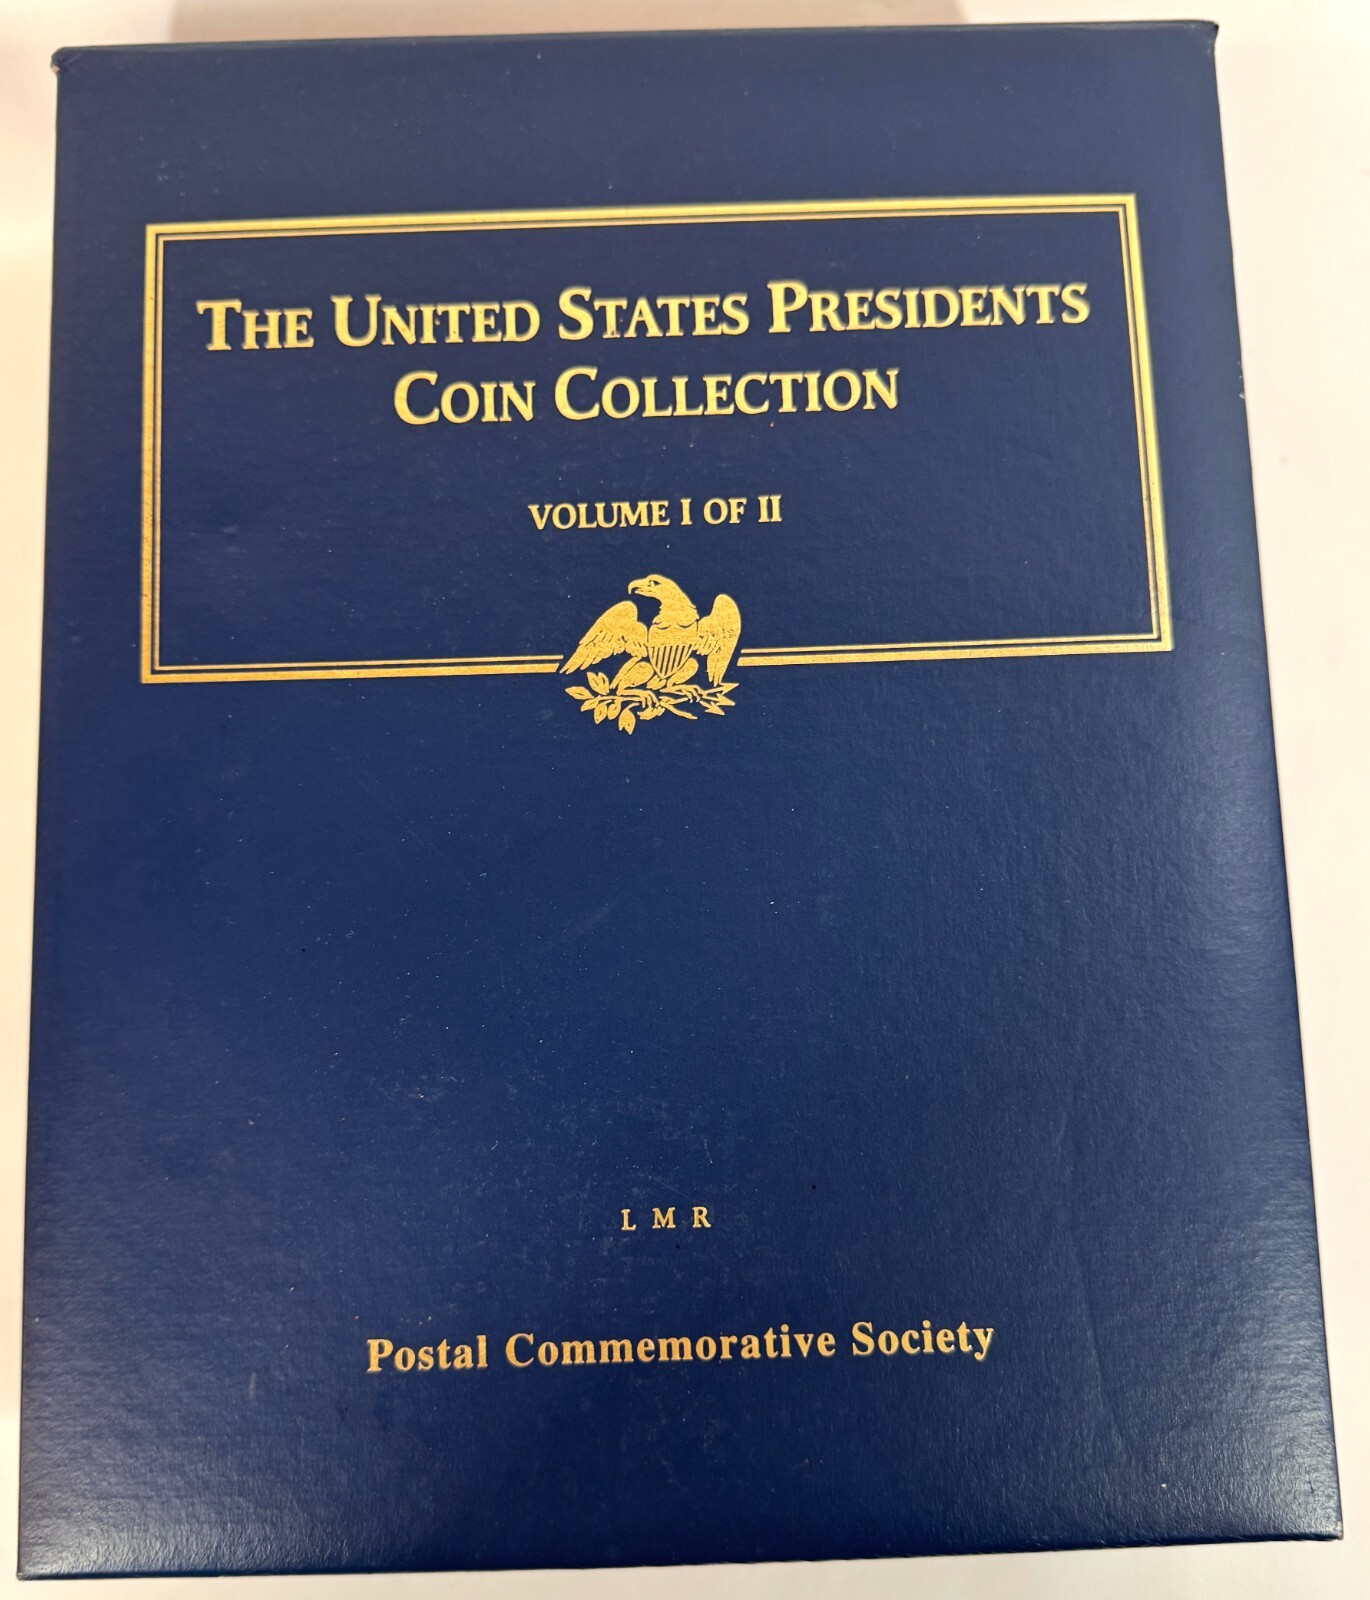 THE UNITED STATES PRESIDENTS
COIN COLLECTION
VOLUME I OF II
L M R
Postal Commemorative Society